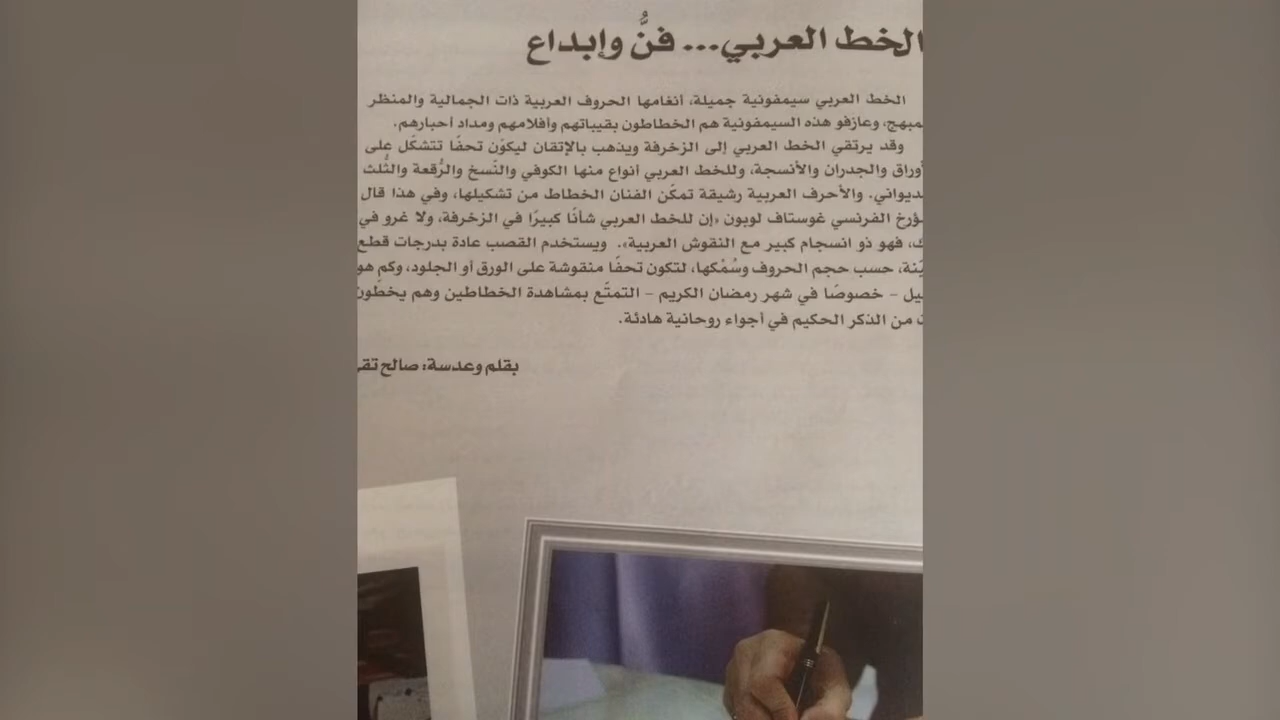 الخط العربي... فنُّ وإبداع
الخط العربي سيمفونية جميلة، أنغامها الحروف العربية ذات الجمالية والمنظر
لمبهج، وعازفو هذه السيمفونية هم الخطاطون بقيباتهم وأقلامهم ومداد أحبارهم.
وقد يرتقي الخط العربي إلى الزخرفة ويذهب بالإتقان ليكوّن تحفًا تتشكّل على
أوراق والجدران والأنسجة، وللخط العربي أنواع منها الكوفي والنَّسخ والرُّقعة والثُّلث
لديواني. والأحرف العربية رشيقة تمكّن الفنان الخطاط من تشكيلها، وفي هذا قال
ؤرخ الفرنسي غوستاف لوبون «إن للخط العربي شأنًا كبيرًا في الزخرفة، ولا غرو في
ك، فهو ذو انسجام كبير مع النقوش العربية». ويستخدم القصب عادة بدرجات قطع
يّنة، حسب حجم الحروف وسُمْكها، لتكون تحفًا منقوشة على الورق أو الجلود، وكم هو
يل – خصوصًا في شهر رمضان الكريم – التمتّع بمشاهدة الخطاطين وهم يخطّون
ت من الذكر الحكيم في أجواء روحانية هادئة.
بقلم وعدسة: صالح تقي